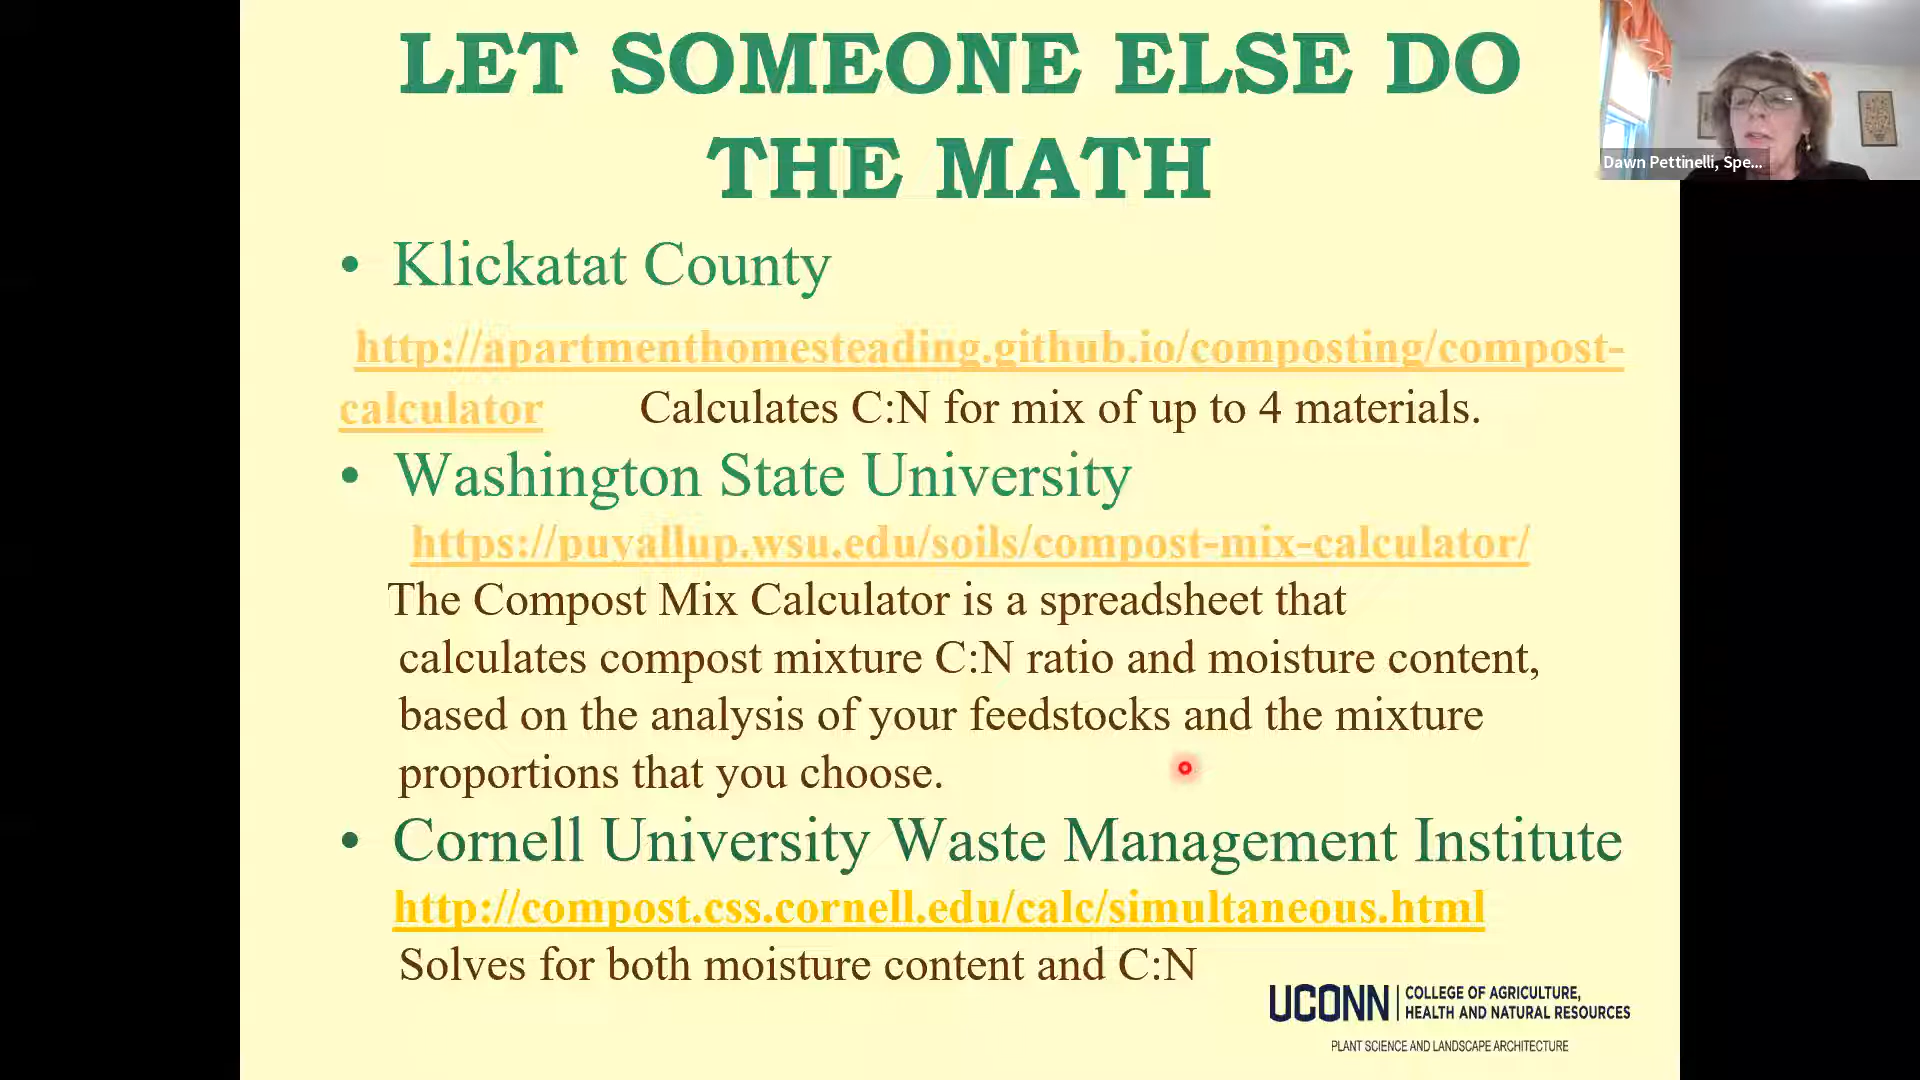 LET SOMEONE ELSE DO
THE MATH
Dawn Pettinelli, Spe...
• Klickatat County
http://apartmenthomesteading.github.io/composting/compost-
calculator Calculates C:N for mix of up to 4 materials.
• Washington State University
https://puyallup.wsu.edu/soils/compost-mix-calculator/
The Compost Mix Calculator is a spreadsheet that
calculates compost mixture C:N ratio and moisture content,
based on the analysis of your feedstocks and the mixture
proportions that you choose.
• Cornell University Waste Management Institute
http://compost.css.cornell.edu/calc/simultaneous.html
Solves for both moisture content and C:N
UCONN | COLLEGE OF AGRICULTURE,
HEALTH AND NATURAL RESOURCES
PLANT SCIENCE AND LANDSCAPE ARCHITECTURE